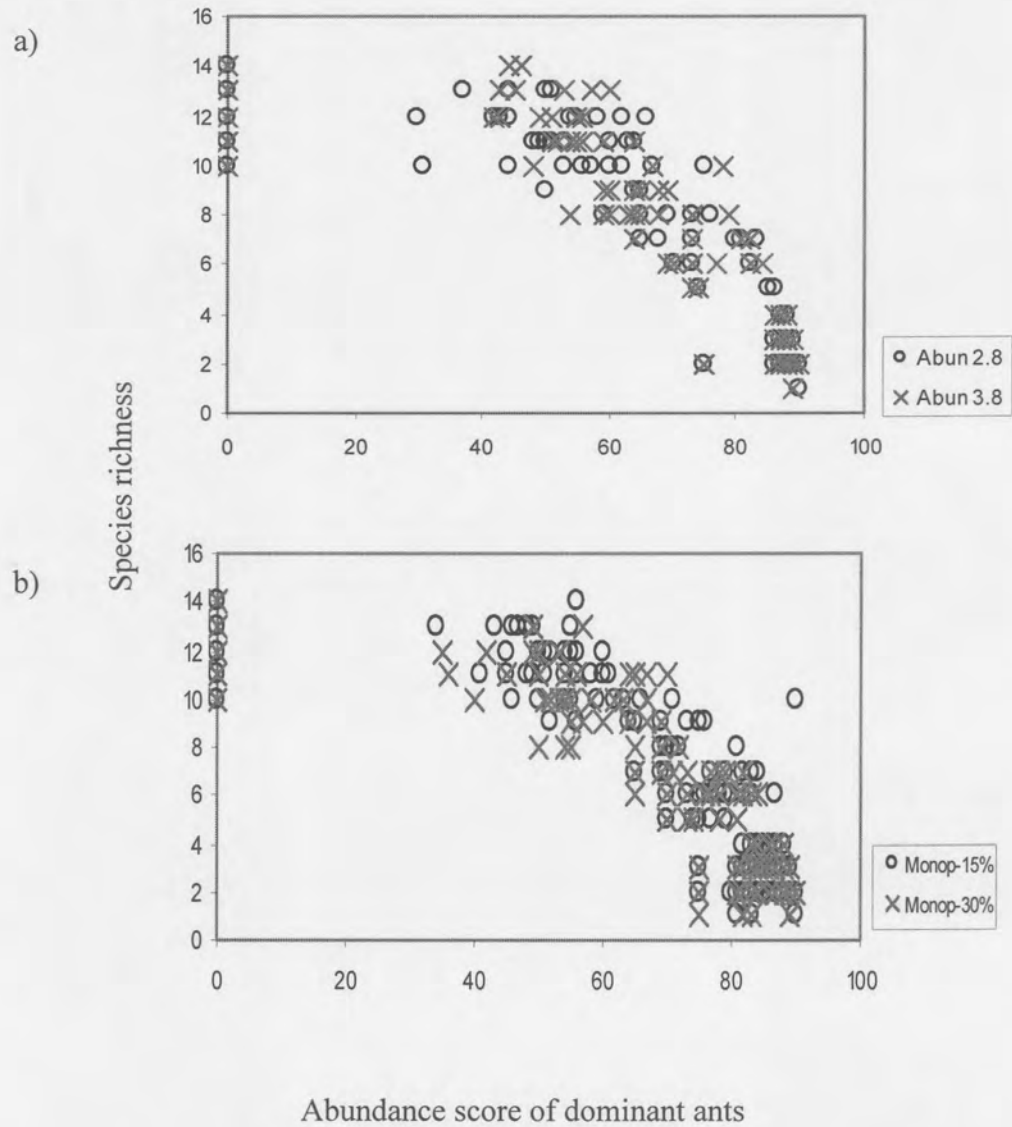 a)
Species richness
16
14
12
10
8
6
4
2
0
0 20 40 60 80 100
Abun 2.8
Abun 3.8
b)
16
14
12
10
8
6
4
2
0
0 20 40 60 80 100
Monop-15%
Monop-30%
Abundance score of dominant ants